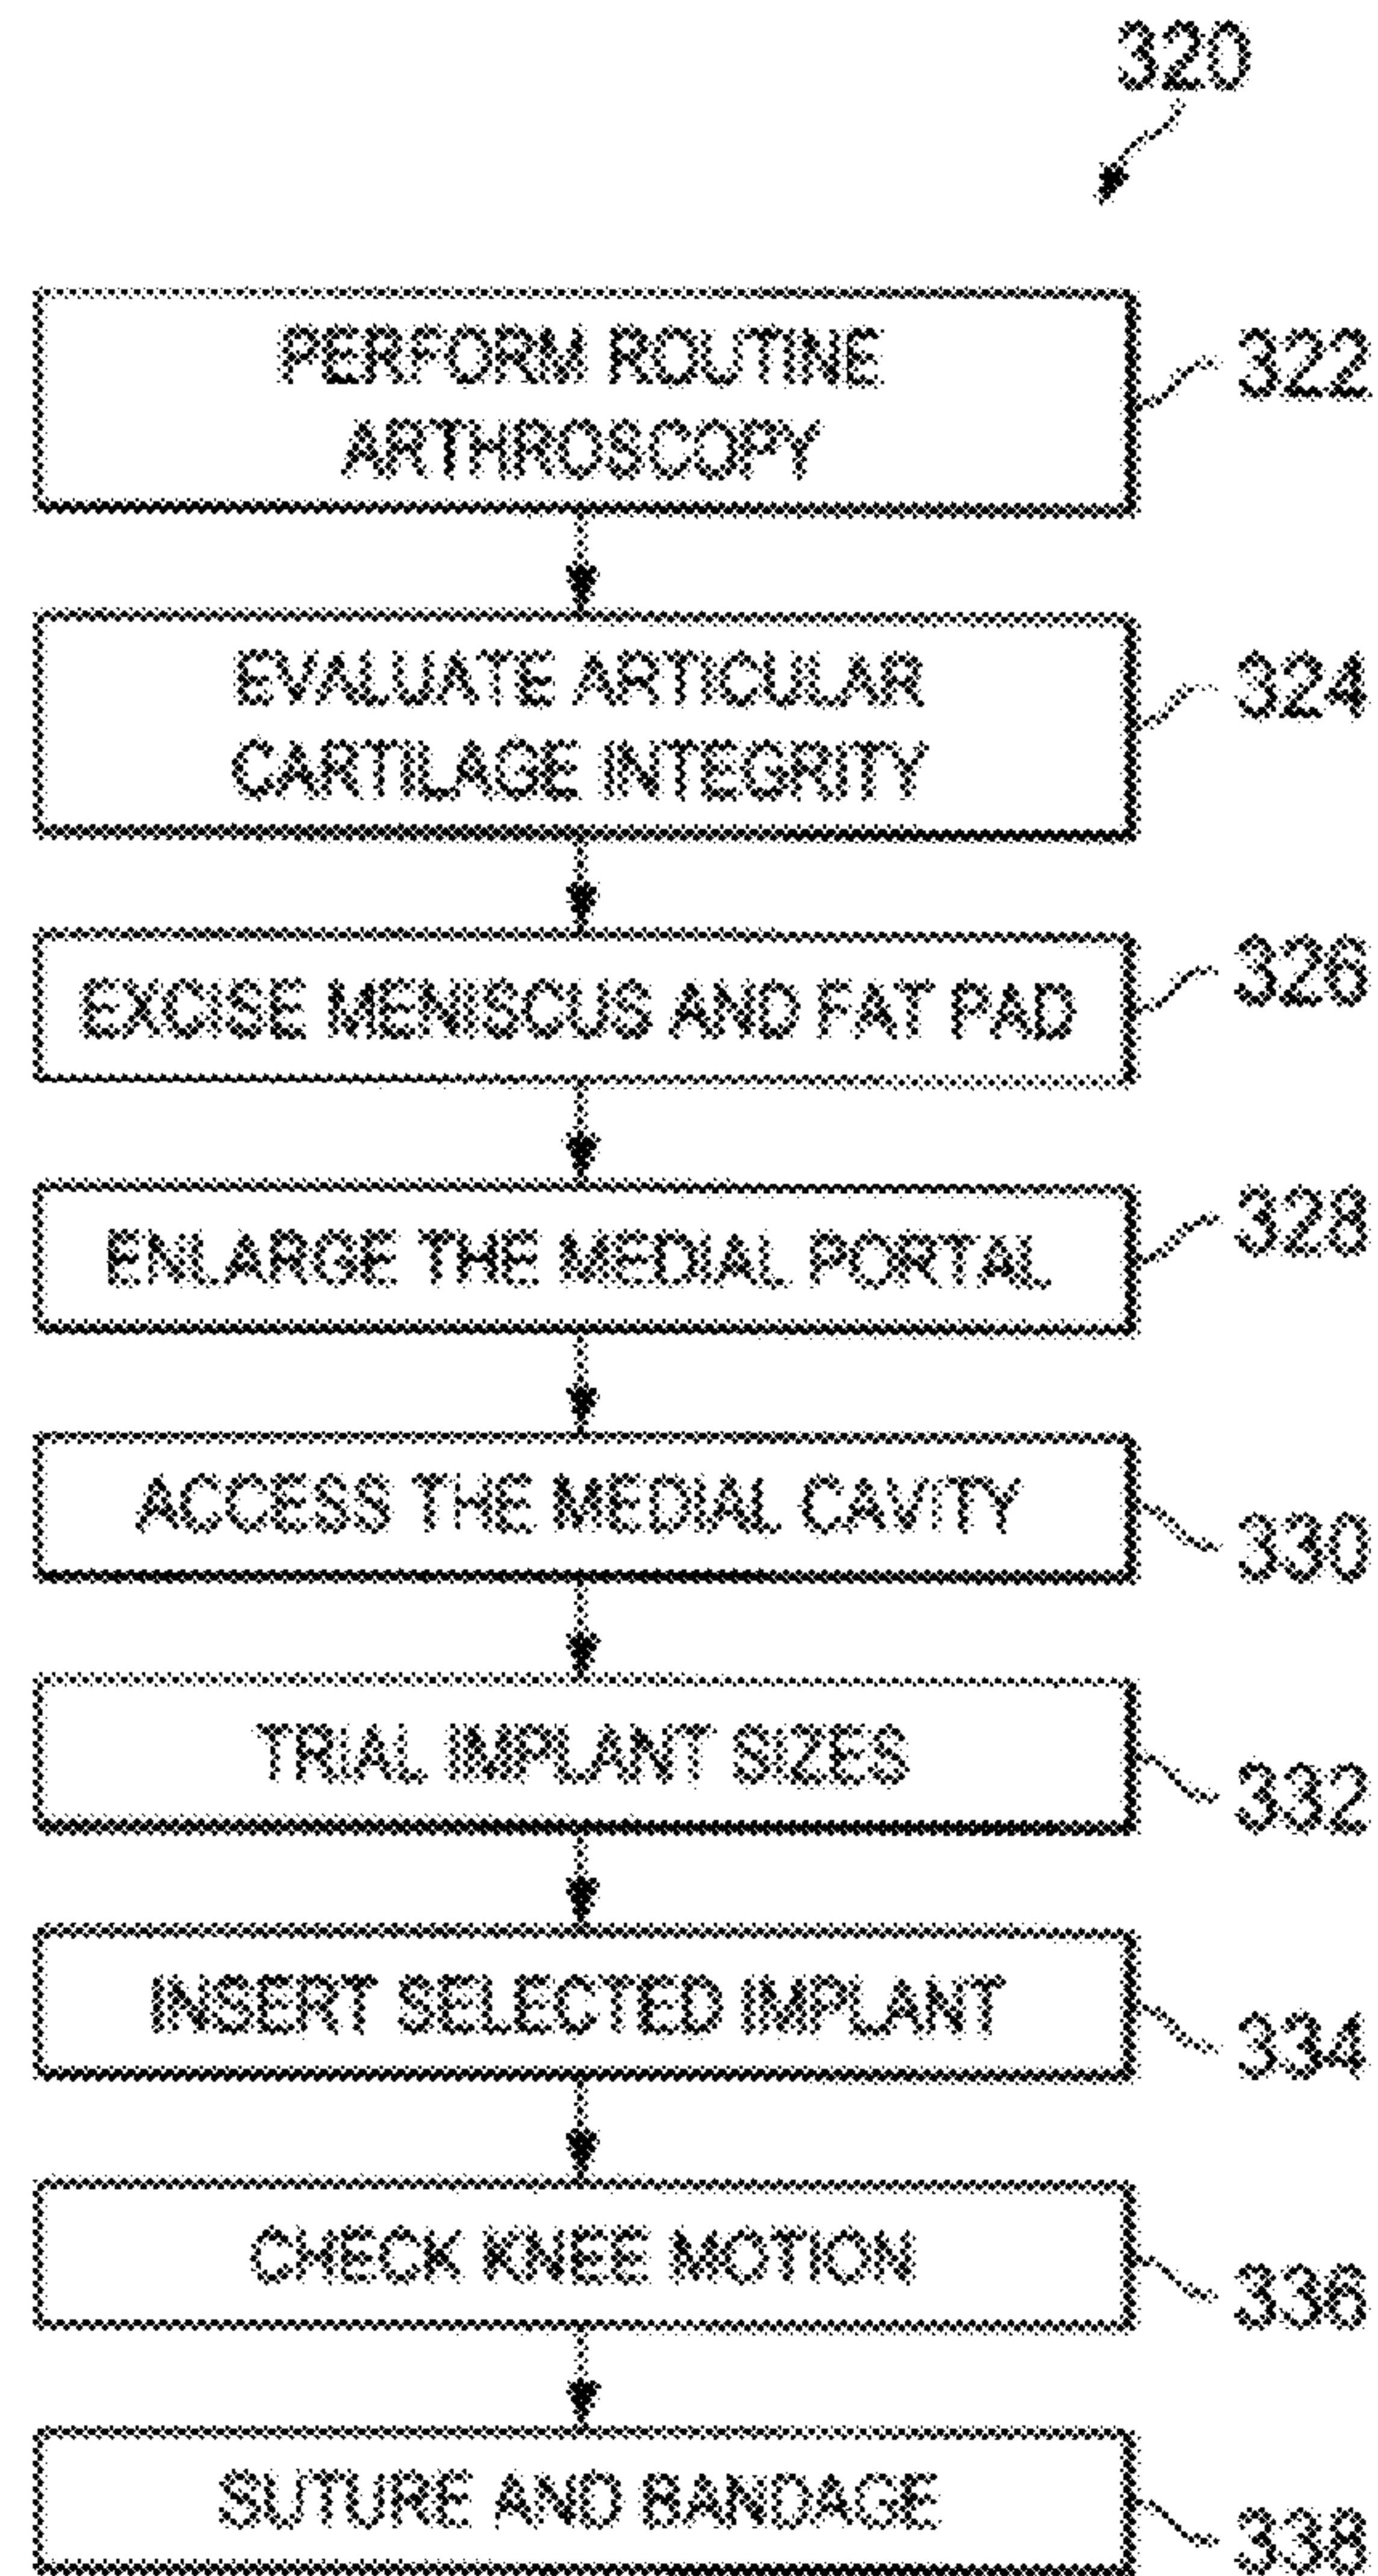 320
PERFORM ROUTINE
ARTHROSCOPY
322
EVALUATE ARTICULAR
CARTILAGE INTEGRITY
324
EXCISE MENISCUS AND FAT PAD
326
ENLARGE THE MEDIAL PORTAL
328
ACCESS THE MEDIAL CAVITY
330
TRIAL IMPLANT SIZES
332
INSERT SELECTED IMPLANT
334
CHECK KNEE MOTION
336
SUTURE AND BANDAGE
338